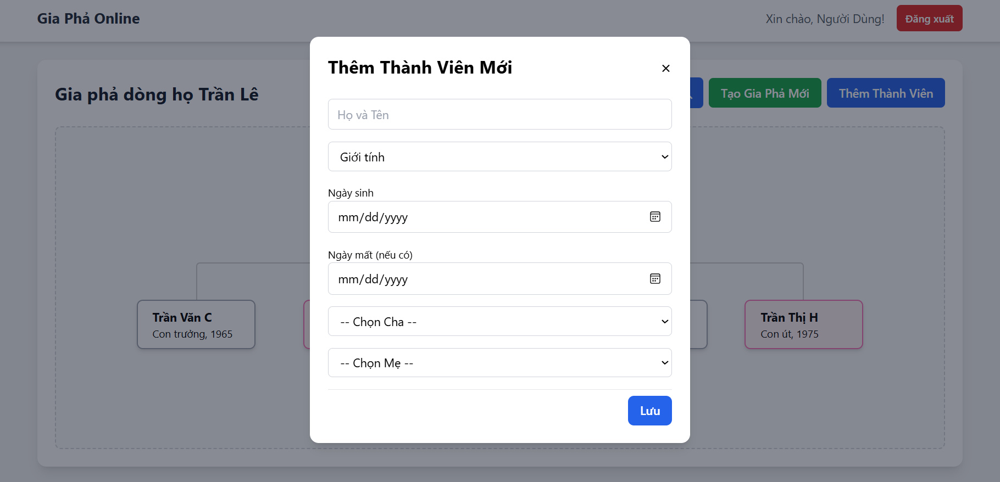 Gia Phả Online
Xin chào, Người Dùng!
Đăng xuất
Thêm Thành Viên Mới
Gia phả dòng họ Trần Lê
Tạo Gia Phả Mới
Thêm Thành Viên
Họ và Tên
Giới tính
Ngày sinh
mm/dd/yyyy
Ngày mất (nếu có)
mm/dd/yyyy
-- Chọn Cha --
-- Chọn Mẹ --
Lưu
Trần Văn C
Con trưởng, 1965
Trần Thị H
Con út, 1975